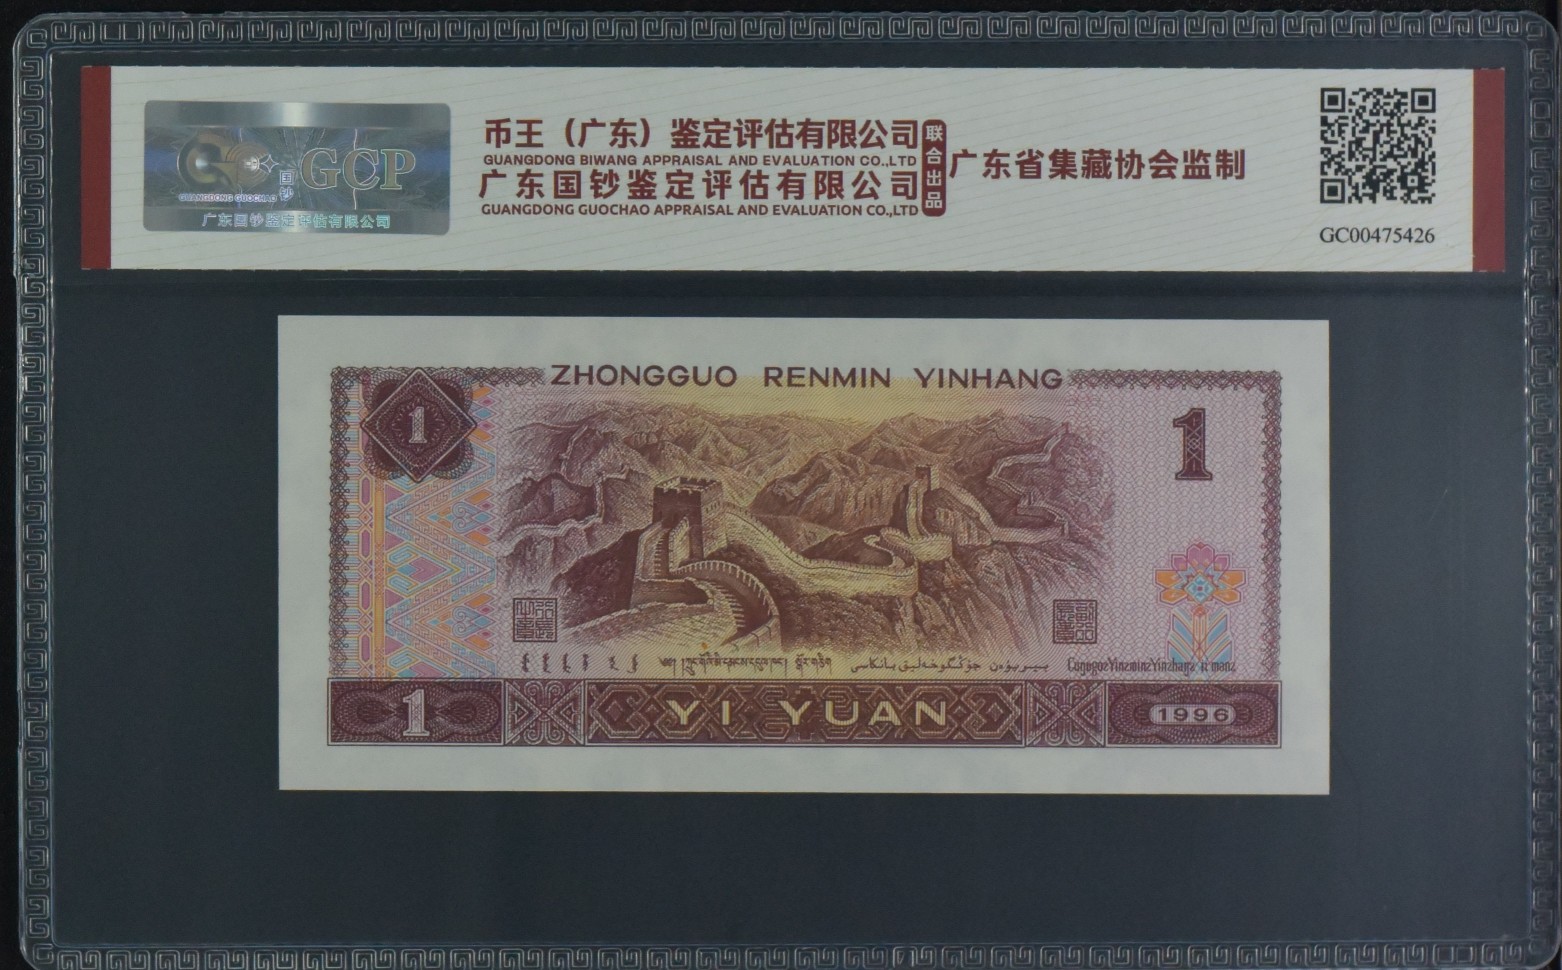 币王（广东）鉴定评估有限公司
GUANGDONG BIWANG APPRAISAL AND EVALUATION CO.,LTD
广东国钞鉴定评估有限公司
GUANGDONG GUOCHAO APPRAISAL AND EVALUATION CO.,LTD
联合出品
广东省集藏协会监制
GCP
国钞
GUANGDONG GUOCHAO
广东国钞鉴定评估有限公司
GC00475426
ZHONGGUO RENMIN YINHANG
1
1
1 YI YUAN 1996